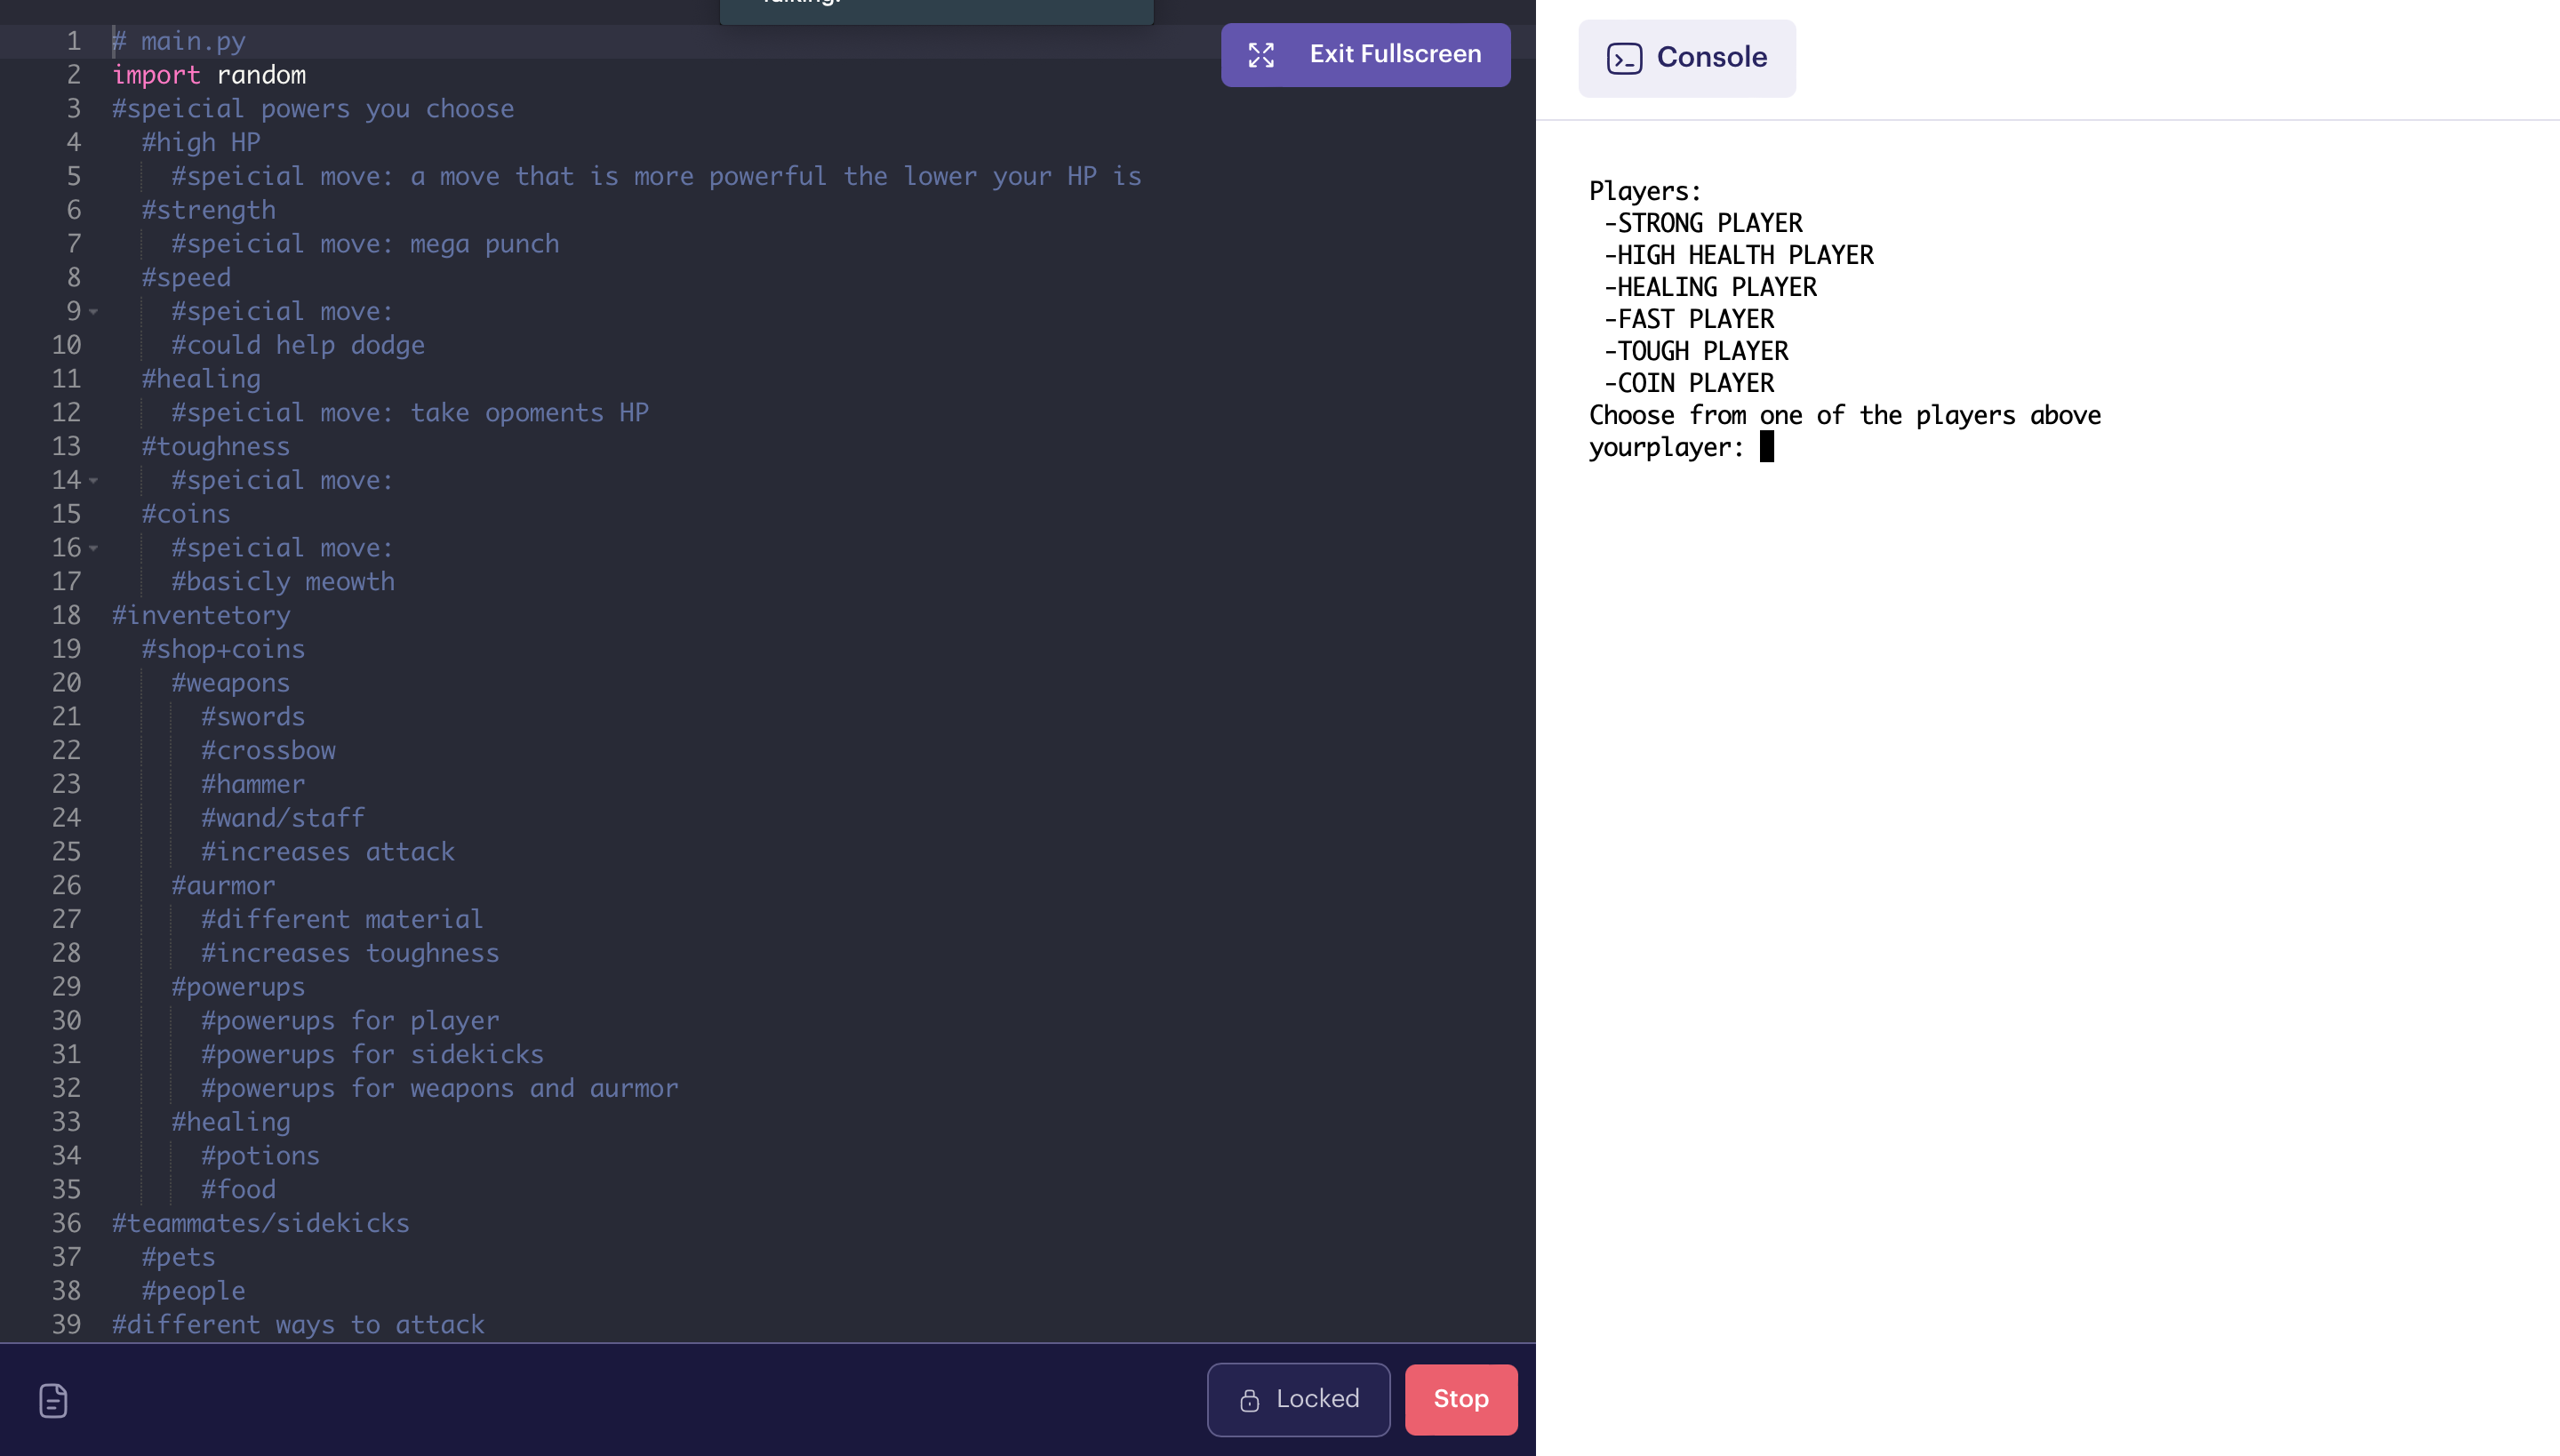 Talking:
1 # main.py
2 import random
3 #speicial powers you choose
4 #high HP
5 #speicial move: a move that is more powerful the lower your HP is
6 #strength
7 #speicial move: mega punch
8 #speed
9 #speicial move:
10 #could help dodge
11 #healing
12 #speicial move: take opoments HP
13 #toughness
14 #speicial move:
15 #coins
16 #speicial move:
17 #basicly meowth
18 #inventetory
19 #shop+coins
20 #weapons
21 #swords
22 #crossbow
23 #hammer
24 #wand/staff
25 #increases attack
26 #aurmor
27 #different material
28 #increases toughness
29 #powerups
30 #powerups for player
31 #powerups for sidekicks
32 #powerups for weapons and aurmor
33 #healing
34 #potions
35 #food
36 #teammates/sidekicks
37 #pets
38 #people
39 #different ways to attack
Exit Fullscreen
Locked
Stop
Console
Players:
-STRONG PLAYER
-HIGH HEALTH PLAYER
-HEALING PLAYER
-FAST PLAYER
-TOUGH PLAYER
-COIN PLAYER
Choose from one of the players above
yourplayer: